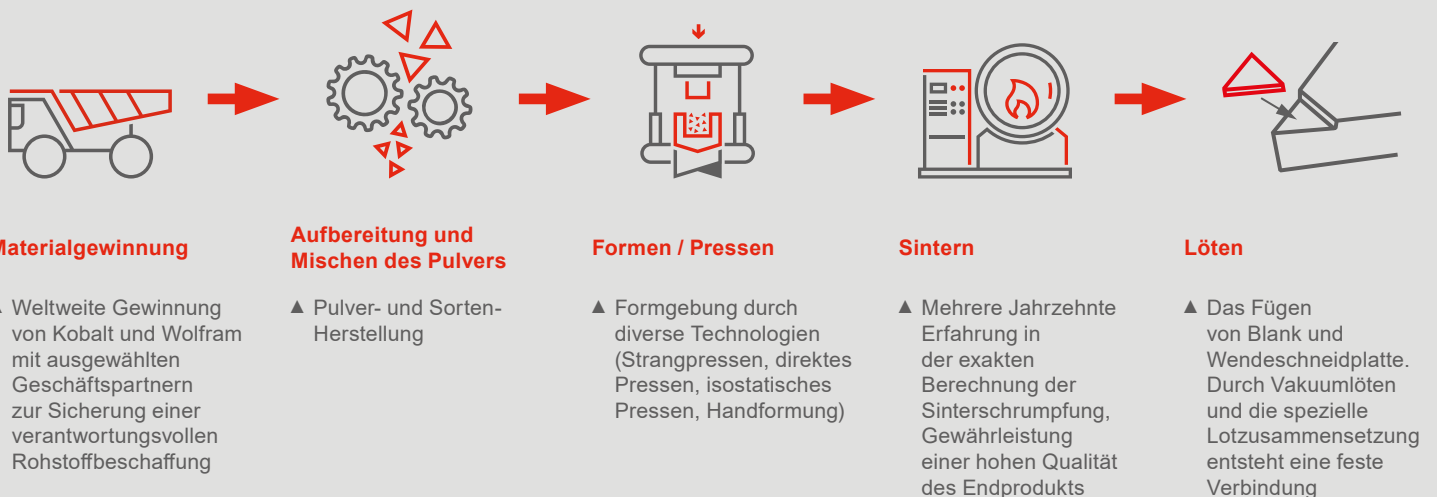 Materialgewinnung
▲ Weltweite Gewinnung
von Kobalt und Wolfram
mit ausgewählten
Geschäftspartnern
zur Sicherung einer
verantwortungsvollen
Rohstoffbeschaffung
Aufbereitung und
Mischen des Pulvers
▲ Pulver- und Sorten-
Herstellung
Formen / Pressen
▲ Formgebung durch
diverse Technologien
(Strangpressen, direktes
Pressen, isostatisches
Pressen, Handformung)
Sintern
▲ Mehrere Jahrzehnte
Erfahrung in
der exakten
Berechnung der
Sinterschrumpfung,
Gewährleistung
einer hohen Qualität
des Endprodukts
Löten
▲ Das Fügen
von Blank und
Wendeschneidplatte.
Durch Vakuumlöten
und die spezielle
Lotzusammensetzung
entsteht eine feste
Verbindung